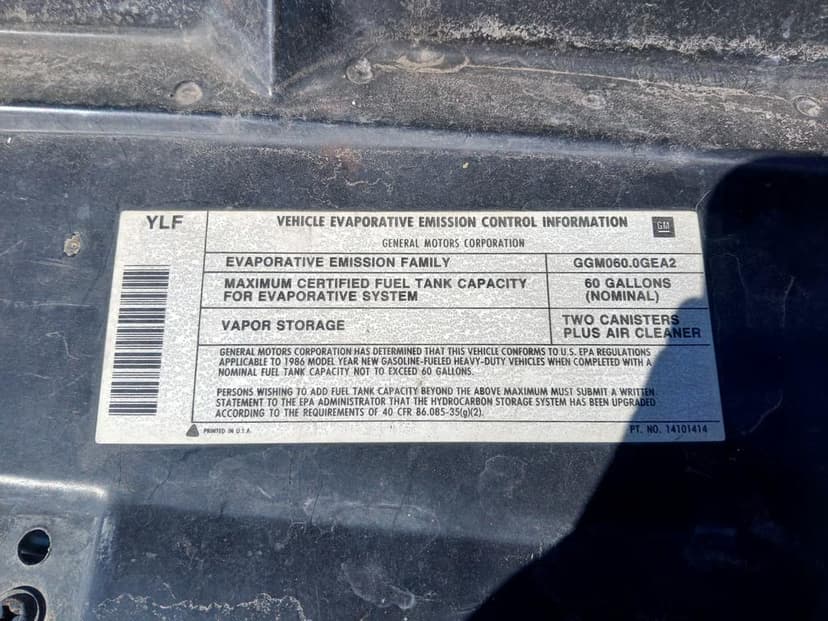 YLF
VEHICLE EVAPORATIVE EMISSION CONTROL INFORMATION
GM
GENERAL MOTORS CORPORATION
EVAPORATIVE EMISSION FAMILY
GGM060.0GEA2
MAXIMUM CERTIFIED FUEL TANK CAPACITY
FOR EVAPORATIVE SYSTEM
60 GALLONS
(NOMINAL)
VAPOR STORAGE
TWO CANISTERS
PLUS AIR CLEANER
GENERAL MOTORS CORPORATION HAS DETERMINED THAT THIS VEHICLE CONFORMS TO U.S. EPA REGULATIONS
APPLICABLE TO 1986 MODEL YEAR NEW GASOLINE-FUELED HEAVY-DUTY VEHICLES WHEN COMPLETED WITH A
NOMINAL FUEL TANK CAPACITY NOT TO EXCEED 60 GALLONS.
PERSONS WISHING TO ADD FUEL TANK CAPACITY BEYOND THE ABOVE MAXIMUM MUST SUBMIT A WRITTEN
STATEMENT TO THE EPA ADMINISTRATOR THAT THE HYDROCARBON STORAGE SYSTEM HAS BEEN UPGRADED
ACCORDING TO THE REQUIREMENTS OF 40 CFR 86.085-35(g)(2).
PRINTED IN U.S.A.
PT. NO. 14101414